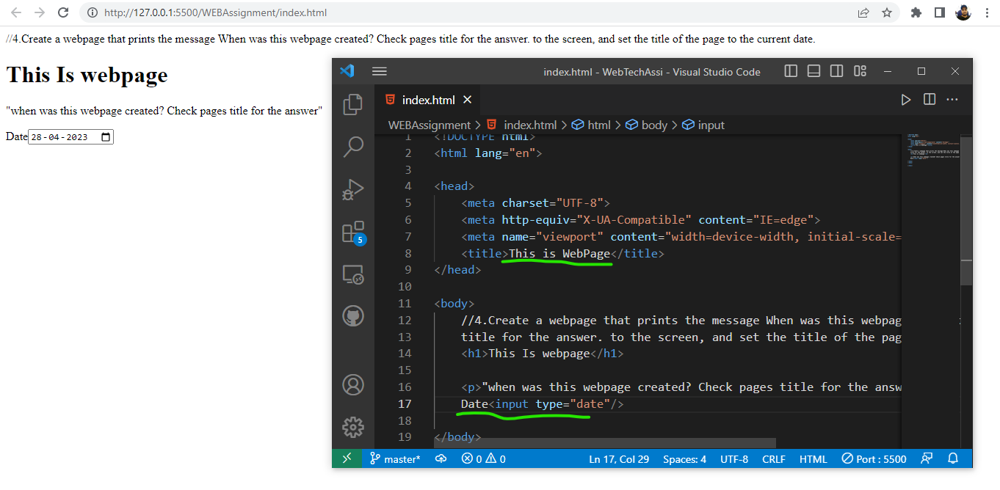 http://127.0.0.1:5500/WEBAssignment/index.html
//4.Create a webpage that prints the message When was this webpage created? Check pages title for the answer. to the screen, and set the title of the page to the current date.
This Is webpage
"when was this webpage created? Check pages title for the answer"
Date 28-04-2023
index.html - WebTechAssi - Visual Studio Code
index.html
WEBAssignment > index.html > html > body > input
1 <!DOCTYPE html>
2 <html lang="en">
3
4 <head>
5 <meta charset="UTF-8">
6 <meta http-equiv="X-UA-Compatible" content="IE=edge">
7 <meta name="viewport" content="width=device-width, initial-scale=
8 <title>This is WebPage</title>
9 </head>
10
11 <body>
12 //4.Create a webpage that prints the message When was this webpag
13 title for the answer. to the screen, and set the title of the pag
14 <h1>This Is webpage</h1>
15
16 <p>"when was this webpage created? Check pages title for the answ
17 Date<input type="date"/>
18
19 </body>
5
master* 0 0 Ln 17, Col 29 Spaces: 4 UTF-8 CRLF HTML Port : 5500